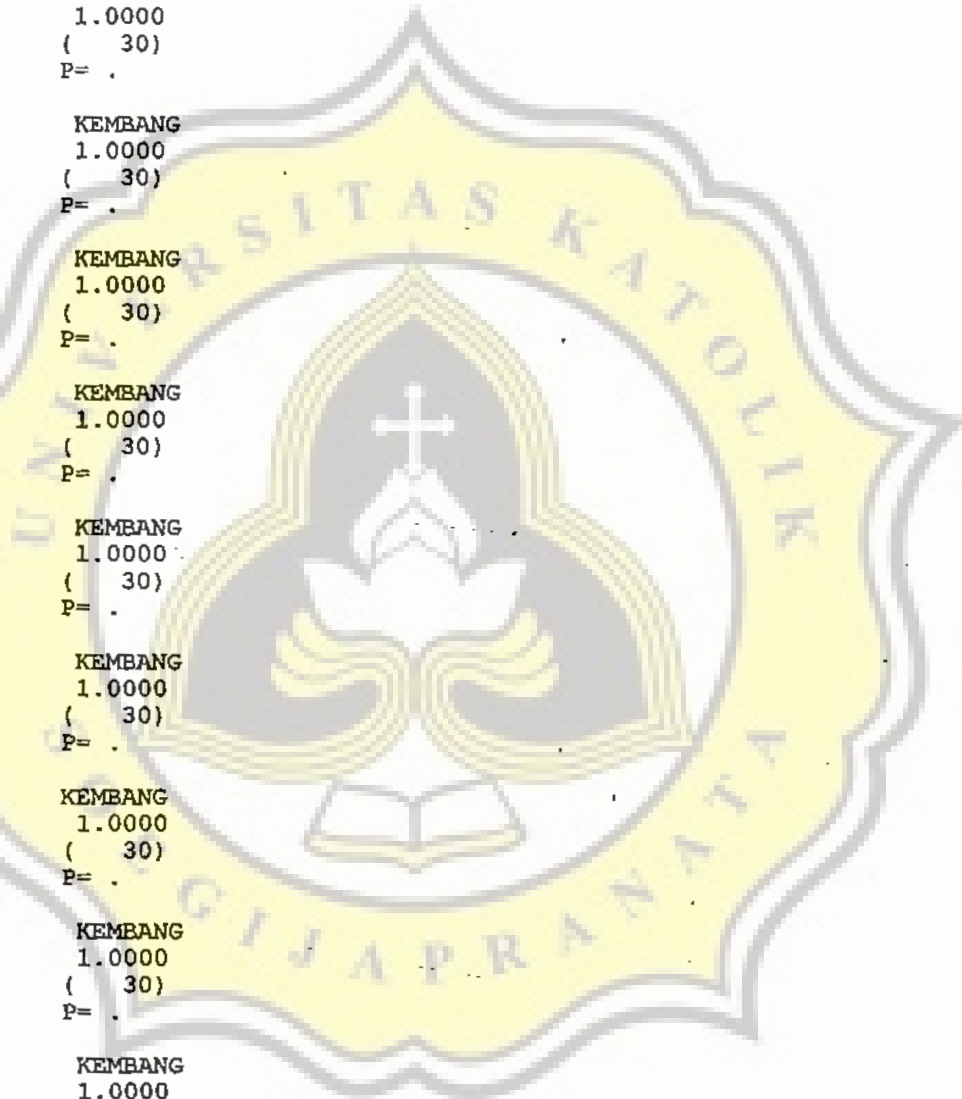 1.0000
( 30)
P= .
KEMBANG
1.0000
( 30)
P= .
KEMBANG
1.0000
( 30)
P= .
KEMBANG
1.0000
( 30)
P= .
KEMBANG
1.0000
( 30)
P= .
KEMBANG
1.0000
( 30)
P= .
KEMBANG
1.0000
( 30)
P= .
KEMBANG
1.0000
( 30)
P= .
KEMBANG
1.0000
UNIVERSITAS KATOLIK
SOEGIJAPRANATA